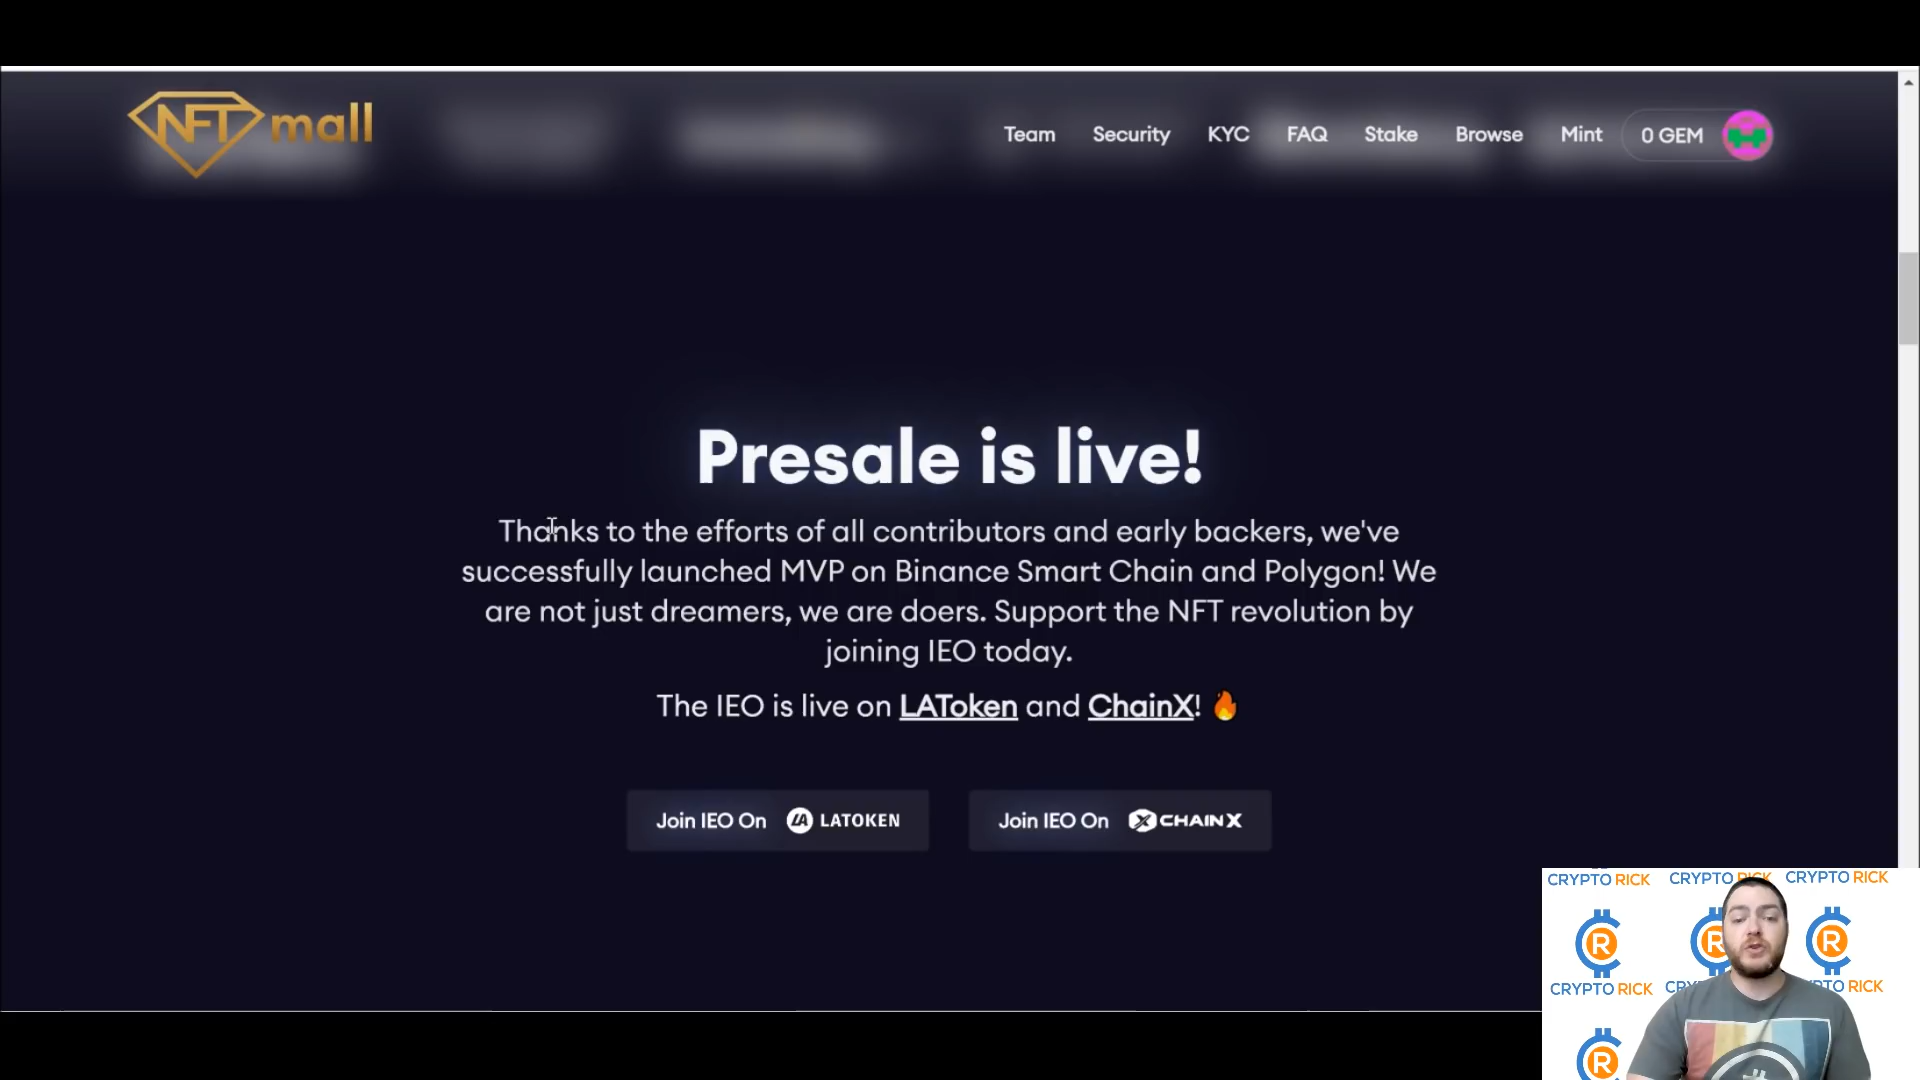 NFT mall
Team Security KYC FAQ Stake Browse Mint 0 GEM
Presale is live!
Thanks to the efforts of all contributors and early backers, we've
successfully launched MVP on Binance Smart Chain and Polygon! We
are not just dreamers, we are doers. Support the NFT revolution by
joining IEO today.
The IEO is live on LAToken and ChainX! 🔥
Join IEO On LA LATOKEN
Join IEO On X CHAINX
CRYPTO RICK CRYPTO RICK CRYPTO RICK
R R R
CRYPTO RICK
R